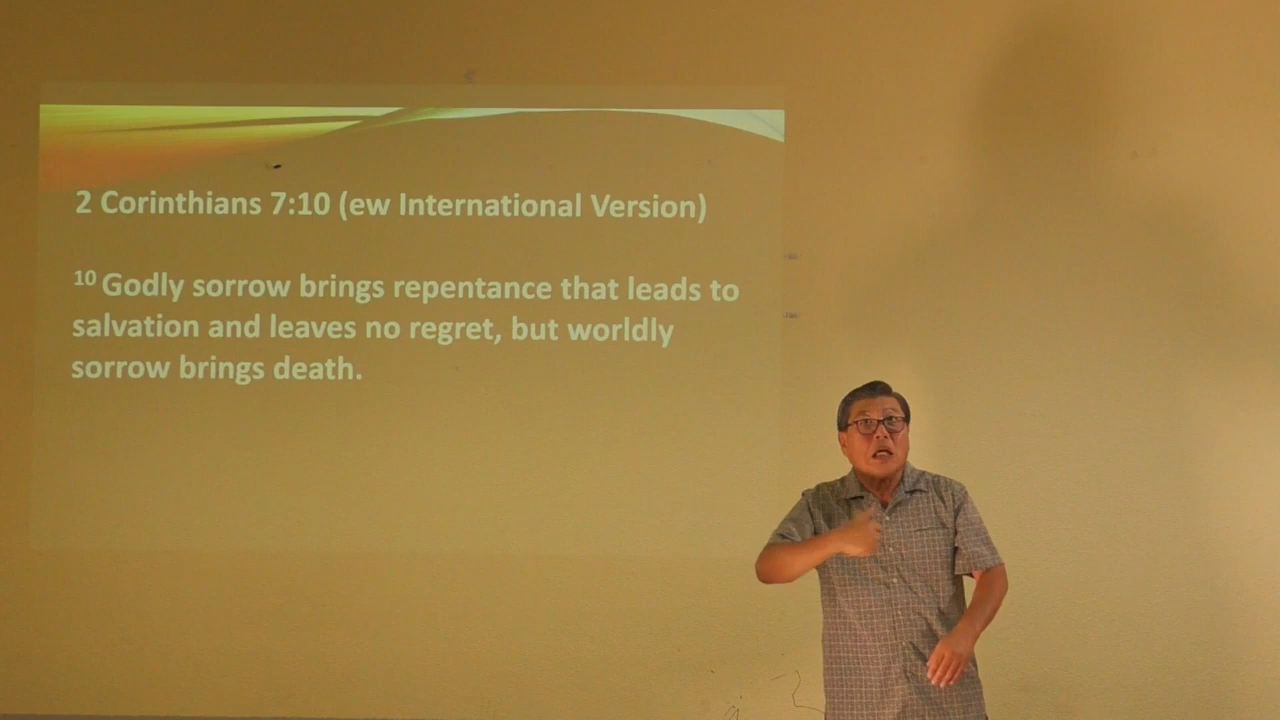 2 Corinthians 7:10 (ew International Version)
10 Godly sorrow brings repentance that leads to
salvation and leaves no regret, but worldly
sorrow brings death.